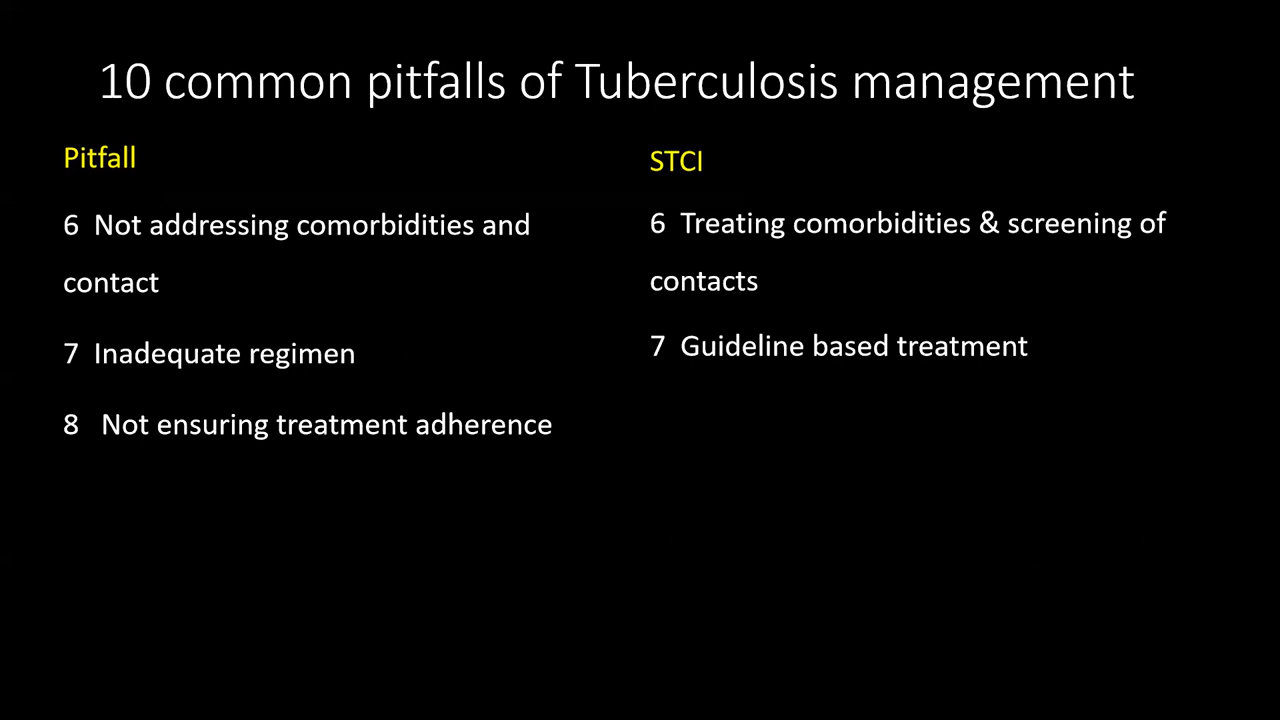 10 common pitfalls of Tuberculosis management
Pitfall
6 Not addressing comorbidities and
contact
7 Inadequate regimen
8 Not ensuring treatment adherence
STCI
6 Treating comorbidities & screening of
contacts
7 Guideline based treatment